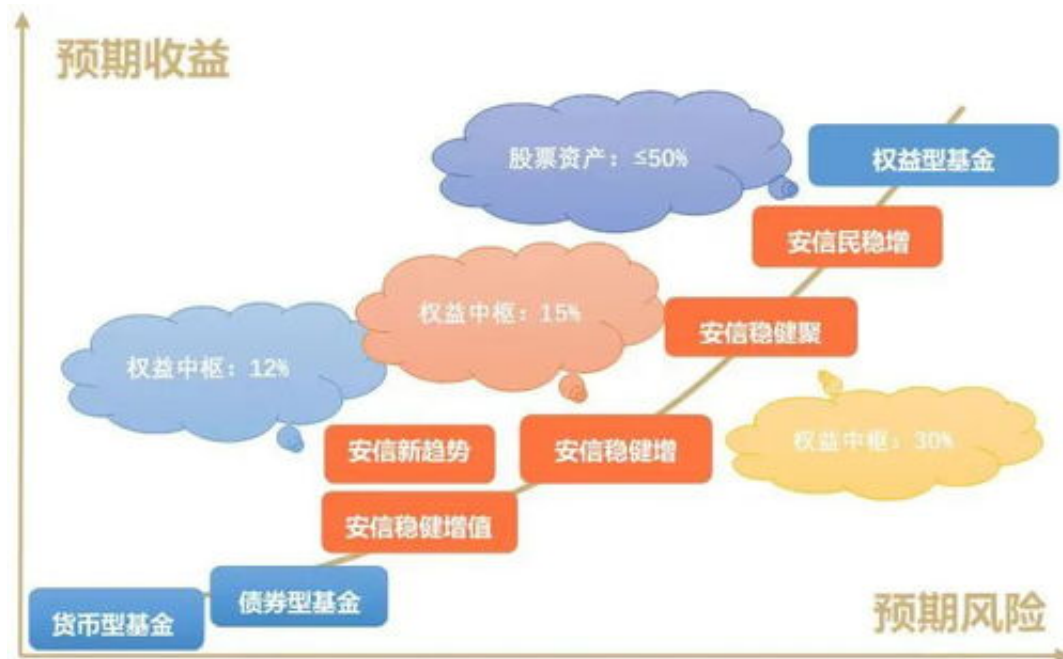 预期收益
股票资产：≤50%
权益型基金
安信民稳增
权益中枢：15%
安信稳健聚
权益中枢：12%
安信新趋势
安信稳健增
权益中枢：30%
安信稳健增值
债券型基金
货币型基金
预期风险